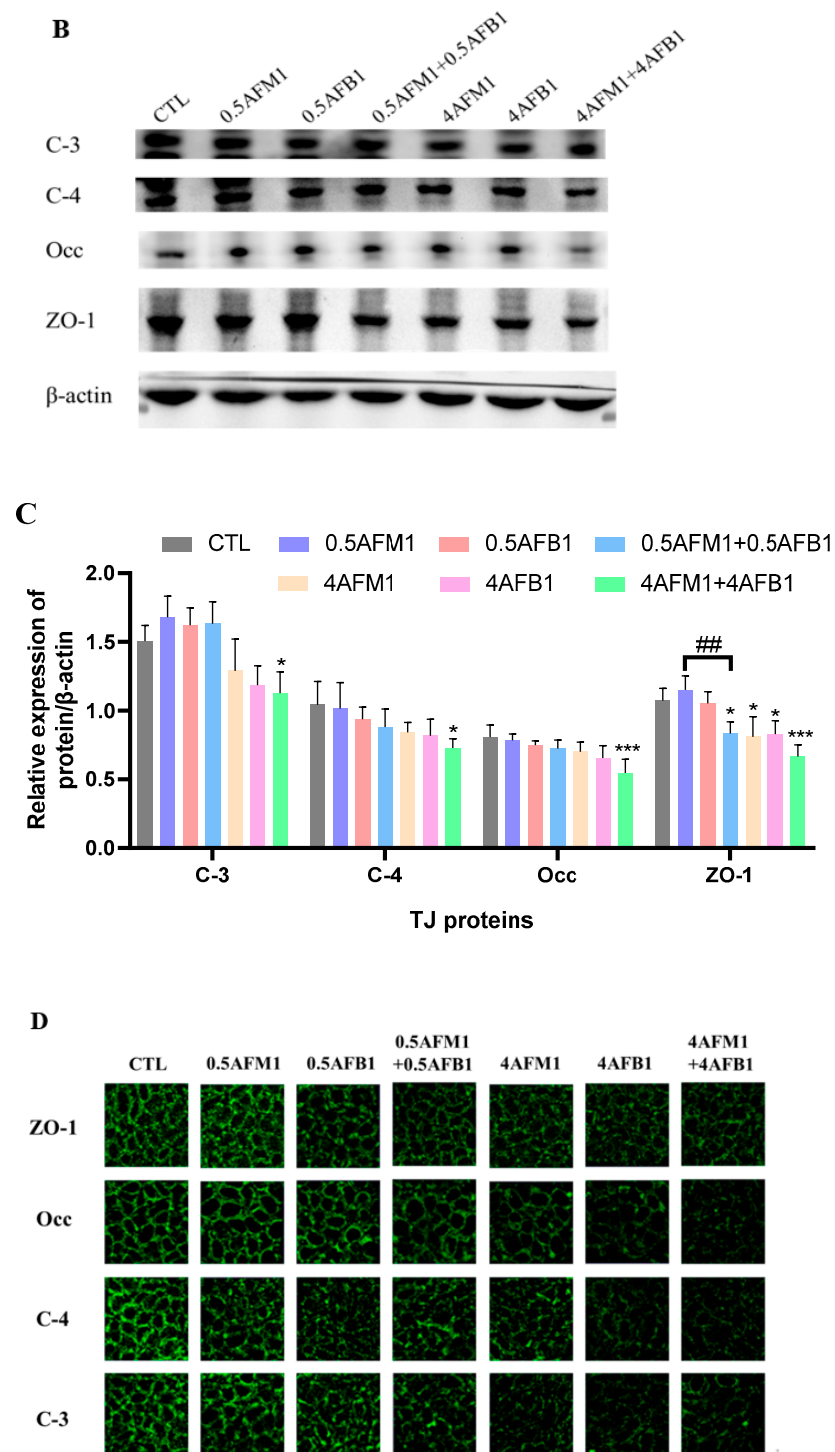 B
CTL 0.5AFM1 0.5AFB1 0.5AFM1+0.5AFB1 4AFM1 4AFB1 4AFM1+4AFB1
C-3
C-4
Occ
ZO-1
β-actin
C
CTL 0.5AFM1 0.5AFB1 0.5AFM1+0.5AFB1
4AFM1 4AFB1 4AFM1+4AFB1
Relative expression of
protein/β-actin
2.0
1.5
1.0
0.5
0.0
*
*
***
##
* * *
***
C-3 C-4 Occ ZO-1
TJ proteins
D
CTL 0.5AFM1 0.5AFB1 0.5AFM1 +0.5AFB1 4AFM1 4AFB1 4AFM1 +4AFB1
ZO-1
Occ
C-4
C-3